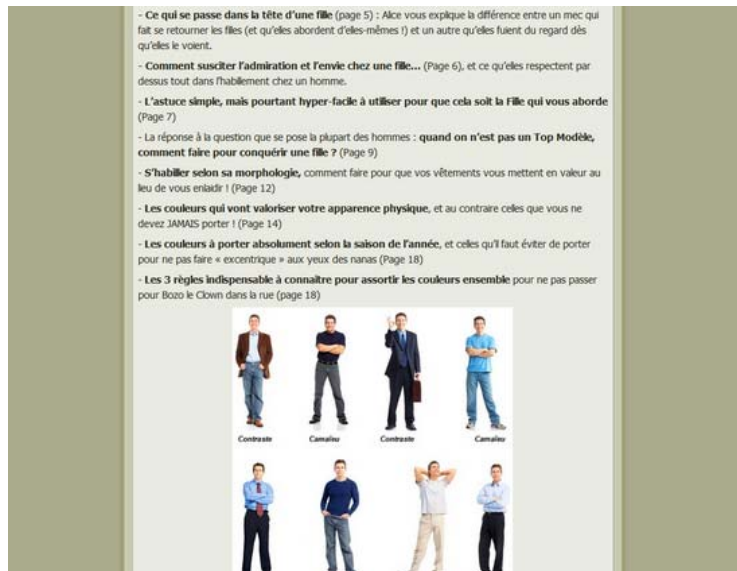 - Ce qui se passe dans la tête d'une fille (page 5) : Alice vous explique la différence entre un mec qui
fait se retourner les filles (et qu'elles abordent d'elles-mêmes !) et un autre qu'elles fuient du regard dès
qu'elles le voient.
- Comment susciter l'admiration et l'envie chez une fille... (Page 6), et ce qu'elles respectent par
dessus tout dans l'habillement chez un homme.
- L'astuce simple, mais pourtant hyper-facile à utiliser pour que cela soit la Fille qui vous aborde
(Page 7)
- La réponse à la question que se pose la plupart des hommes : quand on n'est pas un Top Modèle,
comment faire pour conquérir une fille ? (Page 9)
- S'habiller selon sa morphologie, comment faire pour que vos vêtements vous mettent en valeur au
lieu de vous enlaidir ! (Page 12)
- Les couleurs qui vont valoriser votre apparence physique, et au contraire celles que vous ne
devez JAMAIS porter ! (Page 14)
- Les couleurs à porter absolument selon la saison de l'année, et celles qu'il faut éviter de porter
pour ne pas faire « excentrique » aux yeux des nanas (Page 18)
- Les 3 règles indispensable à connaître pour assortir les couleurs ensemble pour ne pas passer
pour Bozo le Clown dans la rue (page 18)
Contraste Camaïeu Contraste Camaïeu